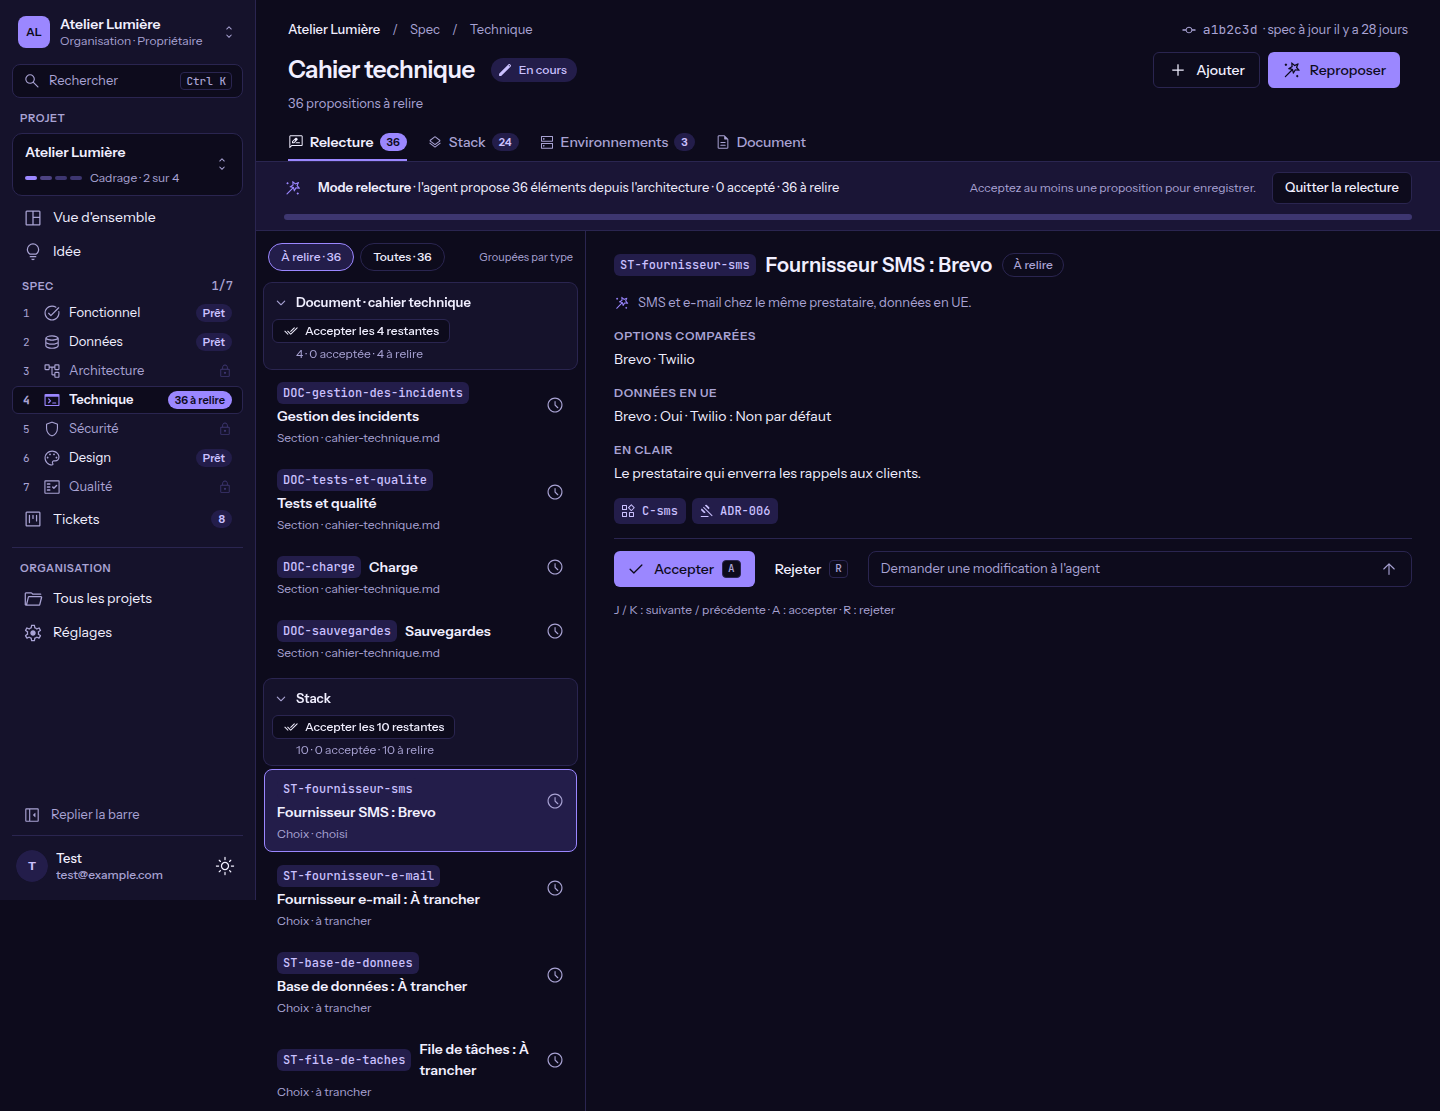 AL
Atelier Lumière
Organisation · Propriétaire
Rechercher
Ctrl K
PROJET
Atelier Lumière
Cadrage · 2 sur 4
Vue d'ensemble
Idée
SPEC 1/7
1 Fonctionnel Prêt
2 Données Prêt
3 Architecture
4 Technique 36 à relire
5 Sécurité
6 Design Prêt
7 Qualité
Tickets 8
ORGANISATION
Tous les projets
Réglages
Replier la barre
T
Test
test@example.com
Atelier Lumière / Spec / Technique
a1b2c3d · spec à jour il y a 28 jours
Cahier technique En cours
Ajouter
Reproposer
36 propositions à relire
Relecture 36
Stack 24
Environnements 3
Document
Mode relecture · l'agent propose 36 éléments depuis l'architecture · 0 accepté · 36 à relire
Acceptez au moins une proposition pour enregistrer.
Quitter la relecture
À relire · 36
Toutes · 36
Groupées par type
Document · cahier technique
Accepter les 4 restantes
4 · 0 acceptée · 4 à relire
DOC-gestion-des-incidents
Gestion des incidents
Section · cahier-technique.md
DOC-tests-et-qualite
Tests et qualité
Section · cahier-technique.md
DOC-charge Charge
Section · cahier-technique.md
DOC-sauvegardes Sauvegardes
Section · cahier-technique.md
Stack
Accepter les 10 restantes
10 · 0 acceptée · 10 à relire
ST-fournisseur-sms
Fournisseur SMS : Brevo
Choix · choisi
ST-fournisseur-e-mail
Fournisseur e-mail : À trancher
Choix · à trancher
ST-base-de-donnees
Base de données : À trancher
Choix · à trancher
ST-file-de-taches File de tâches : À
trancher
Choix · à trancher
ST-fournisseur-sms Fournisseur SMS : Brevo À relire
SMS et e-mail chez le même prestataire, données en UE.
OPTIONS COMPARÉES
Brevo · Twilio
DONNÉES EN UE
Brevo : Oui · Twilio : Non par défaut
EN CLAIR
Le prestataire qui enverra les rappels aux clients.
C-sms
ADR-006
Accepter A
Rejeter R
Demander une modification à l'agent
J / K : suivante / précédente · A : accepter · R : rejeter